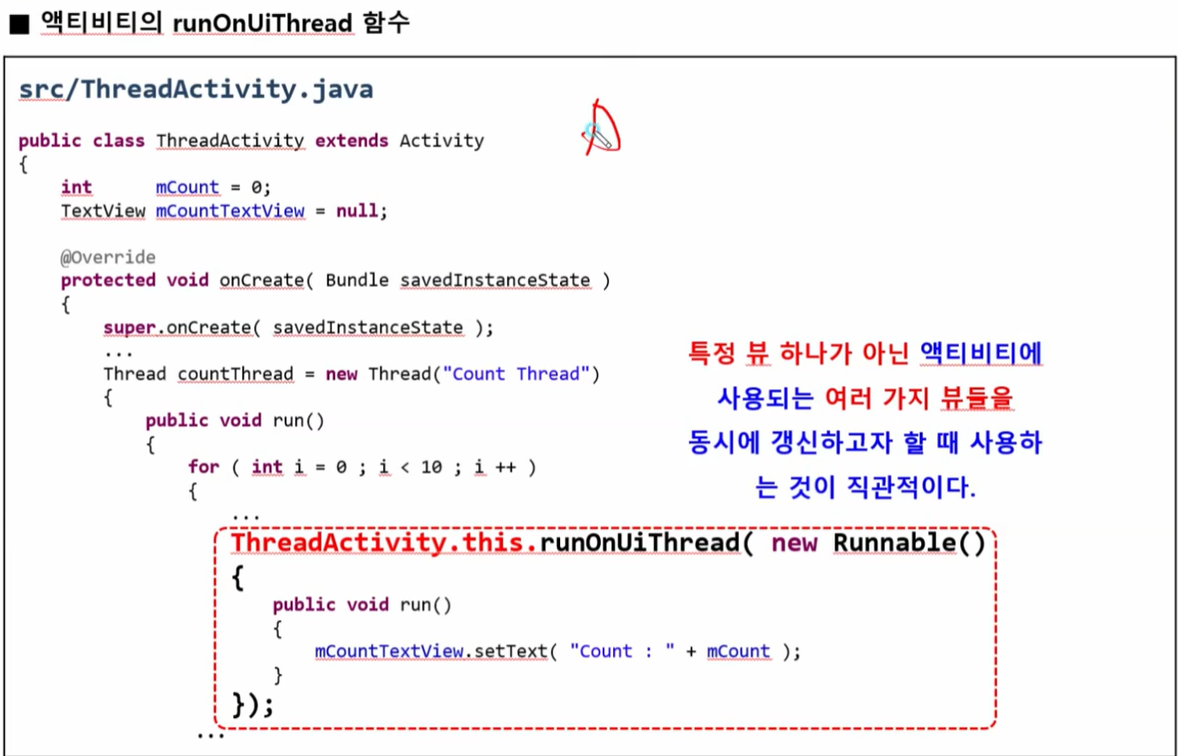 ■ 액티비티의 runOnUiThread 함수
src/ThreadActivity.java
public class ThreadActivity extends Activity
{
int mCount = 0;
TextView mCountTextView = null;
@Override
protected void onCreate( Bundle savedInstanceState )
{
super.onCreate( savedInstanceState );
...
Thread countThread = new Thread("Count Thread")
{
public void run()
{
for ( int i = 0 ; i < 10 ; i ++ )
{
...
ThreadActivity.this.runOnUiThread( new Runnable()
{
public void run()
{
mCountTextView.setText( "Count : " + mCount );
}
});
...
특정 뷰 하나가 아닌 액티비티에
사용되는 여러 가지 뷰들을
동시에 갱신하고자 할 때 사용하
는 것이 직관적이다.